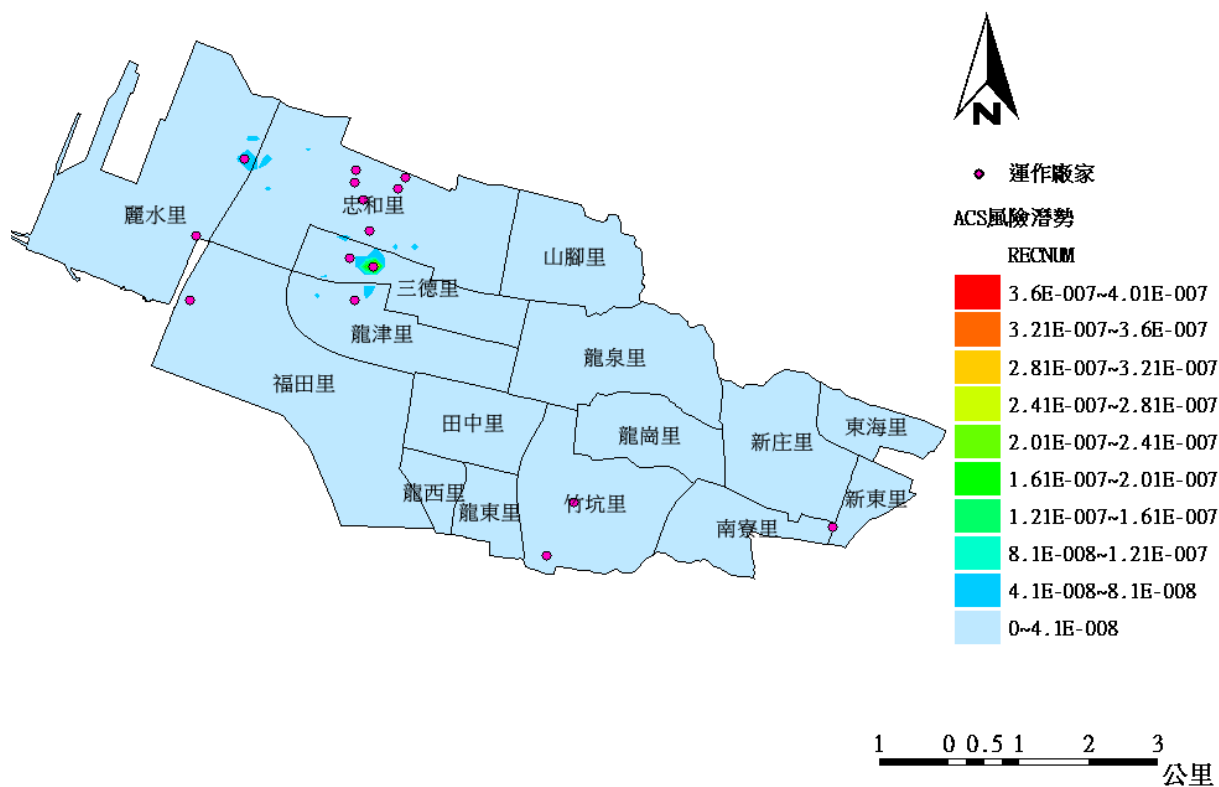 N
運作廠家
ACS風險潛勢
RECNUM
3.6E-007~4.01E-007
3.21E-007~3.6E-007
2.81E-007~3.21E-007
2.41E-007~2.81E-007
2.01E-007~2.41E-007
1.61E-007~2.01E-007
1.21E-007~1.61E-007
8.1E-008~1.21E-007
4.1E-008~8.1E-008
0~4.1E-008
麗水里
忠和里
山腳里
三德里
龍津里
龍泉里
福田里
田中里
龍崗里
新庄里
東海里
龍西里
龍東里
竹坑里
南寮里
新東里
1 0 0.5 1 2 3
公里